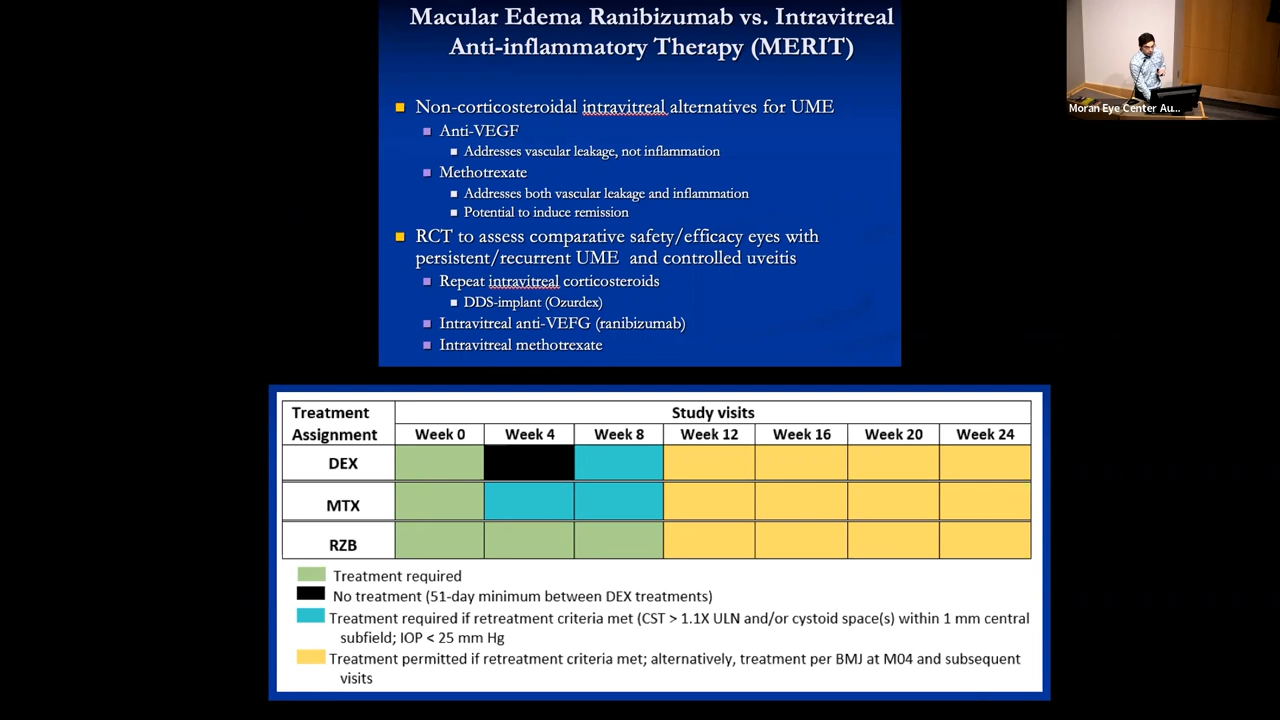 Macular Edema Ranibizumab vs. Intravitreal
Anti-inflammatory Therapy (MERIT)
Non-corticosteroidal intravitreal alternatives for UME
Anti-VEGF
Addresses vascular leakage, not inflammation
Methotrexate
Addresses both vascular leakage and inflammation
Potential to induce remission
RCT to assess comparative safety/efficacy eyes with
persistent/recurrent UME and controlled uveitis
Repeat intravitreal corticosteroids
DDS-implant (Ozurdex)
Intravitreal anti-VEFG (ranibizumab)
Intravitreal methotrexate
Moran Eye Center Au...
Treatment Assignment
Study visits
Week 0 Week 4 Week 8 Week 12 Week 16 Week 20 Week 24
DEX
MTX
RZB
Treatment required
No treatment (51-day minimum between DEX treatments)
Treatment required if retreatment criteria met (CST > 1.1X ULN and/or cystoid space(s) within 1 mm central
subfield; IOP < 25 mm Hg
Treatment permitted if retreatment criteria met; alternatively, treatment per BMJ at M04 and subsequent
visits